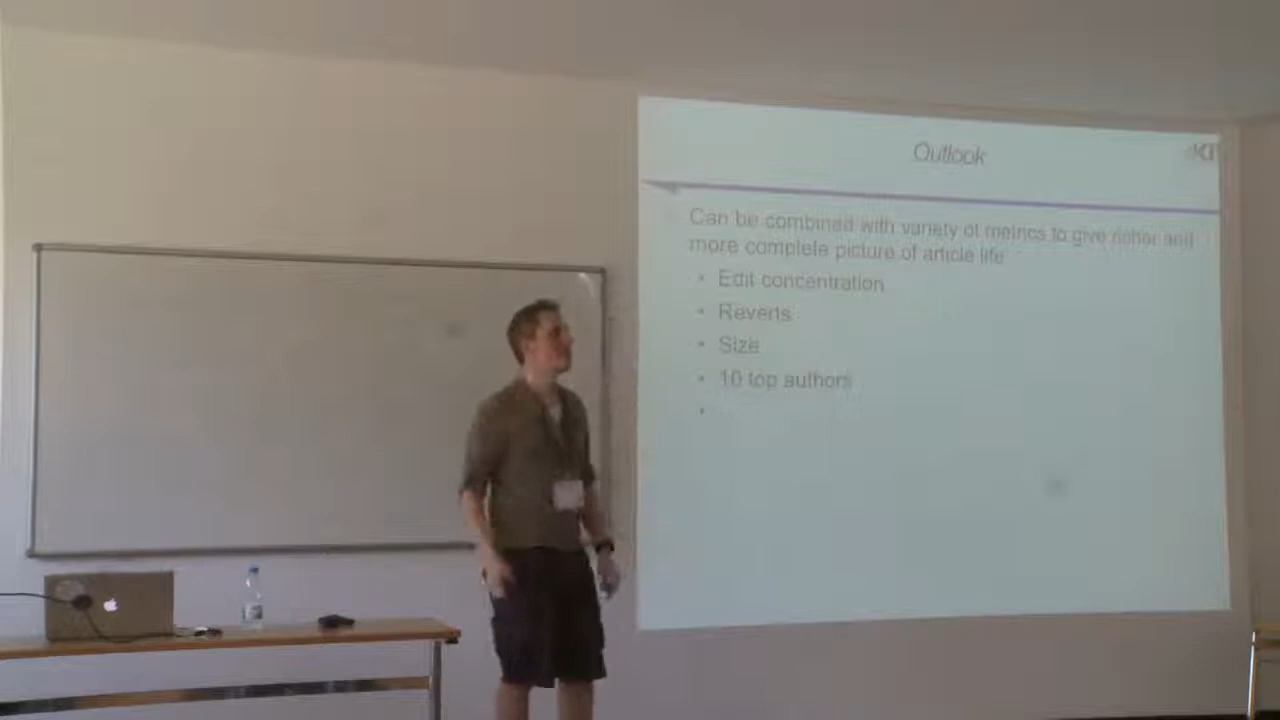 Outlook
Can be combined with variety of metrics to give richer and
more complete picture of article life
• Edit concentration
• Reverts
• Size
• 10 top authors
•